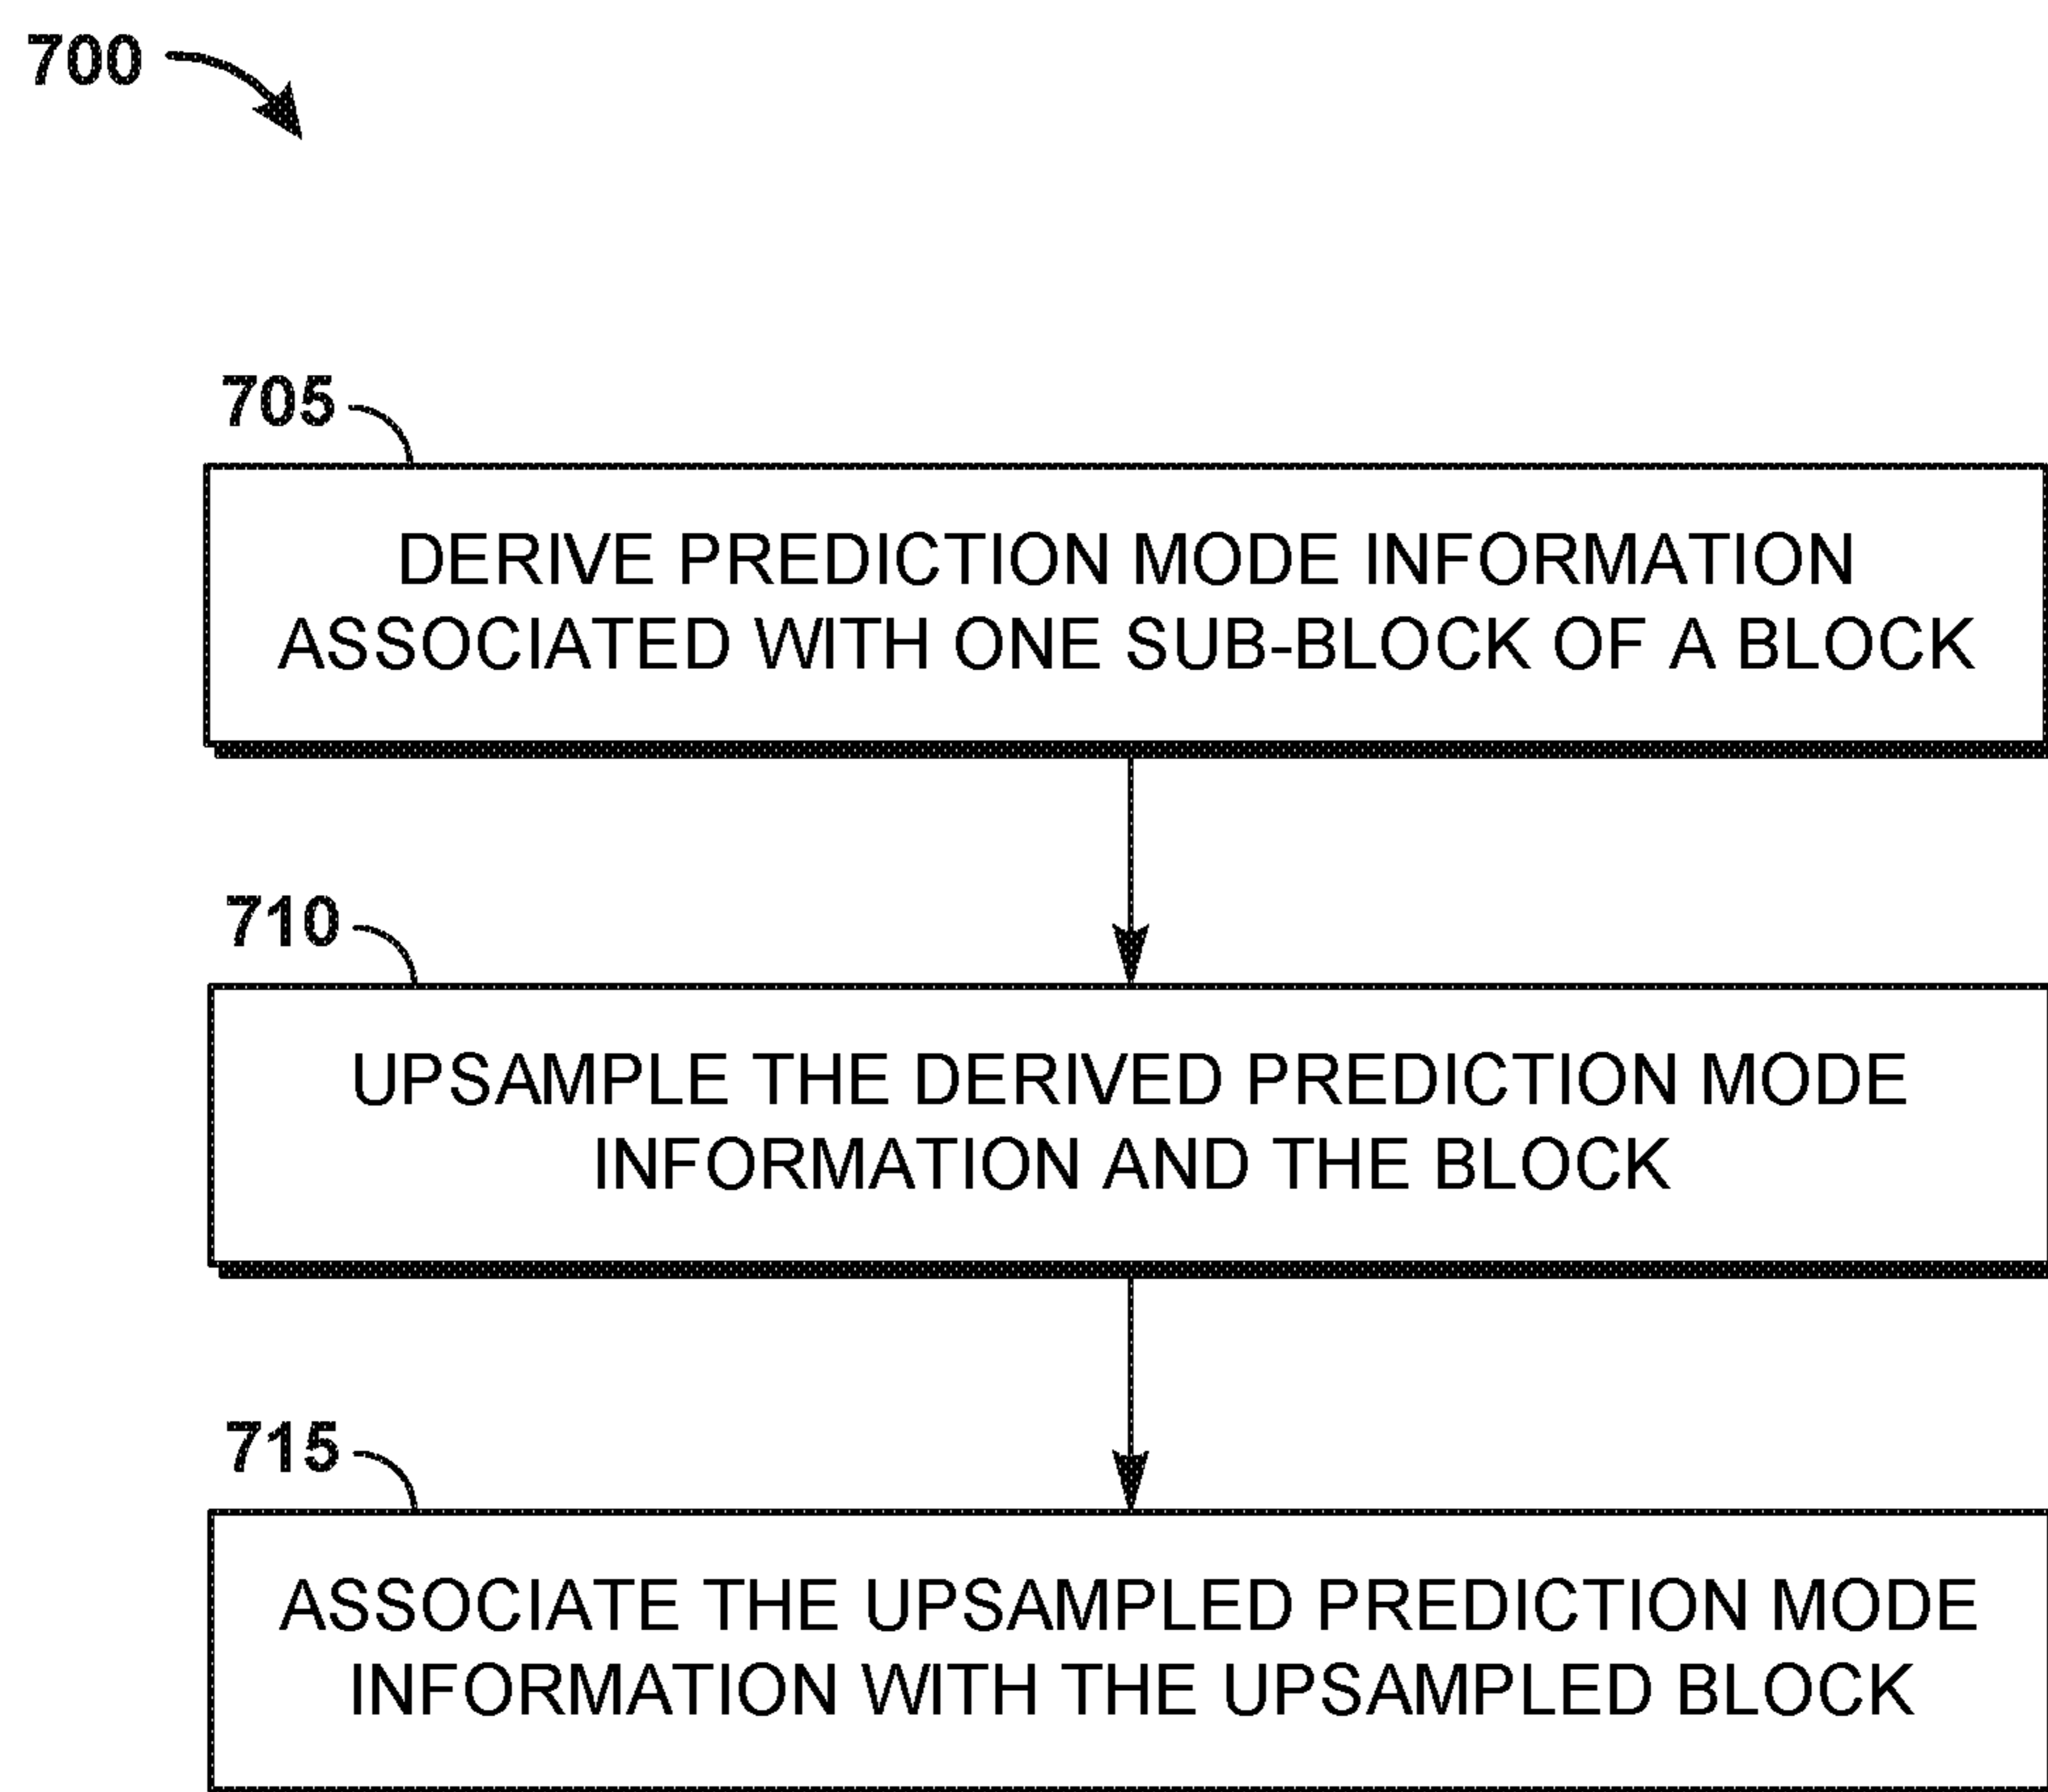 700
705
DERIVE PREDICTION MODE INFORMATION
ASSOCIATED WITH ONE SUB-BLOCK OF A BLOCK
710
UPSAMPLE THE DERIVED PREDICTION MODE
INFORMATION AND THE BLOCK
715
ASSOCIATE THE UPSAMPLED PREDICTION MODE
INFORMATION WITH THE UPSAMPLED BLOCK